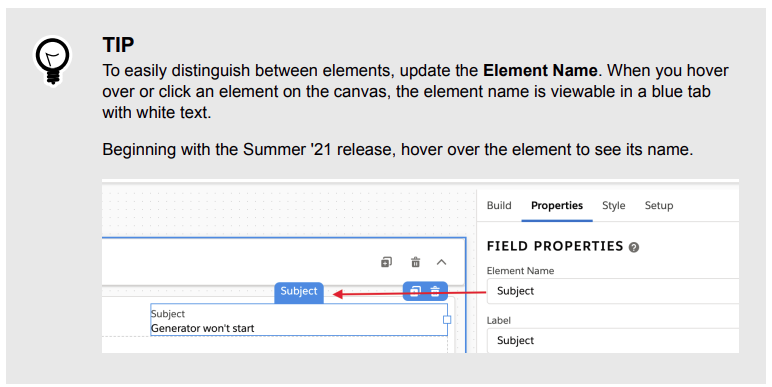 TIP
To easily distinguish between elements, update the Element Name. When you hover
over or click an element on the canvas, the element name is viewable in a blue tab
with white text.
Beginning with the Summer '21 release, hover over the element to see its name.
Build Properties Style Setup
FIELD PROPERTIES ?
Element Name
Subject
Subject
Label
Subject
Subject
Generator won't start